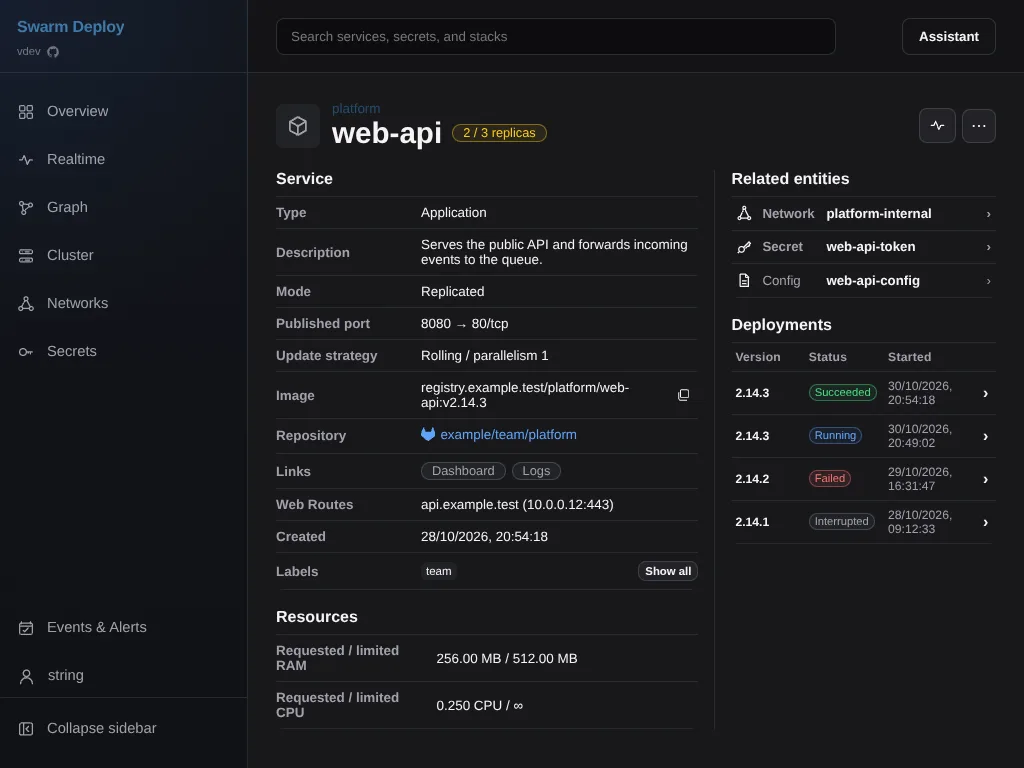 Swarm Deploy
vdev
Search services, secrets, and stacks
Assistant
Overview
Realtime
Graph
Cluster
Networks
Secrets
Events & Alerts
string
Collapse sidebar
platform
web-api
2 / 3 replicas
Service
Type Application
Description Serves the public API and forwards incoming
events to the queue.
Mode Replicated
Published port 8080 → 80/tcp
Update strategy Rolling / parallelism 1
Image registry.example.test/platform/web-
api:v2.14.3
Repository example/team/platform
Links Dashboard Logs
Web Routes api.example.test (10.0.0.12:443)
Created 28/10/2026, 20:54:18
Labels team Show all
Resources
Requested / limited
RAM 256.00 MB / 512.00 MB
Requested / limited
CPU 0.250 CPU / ∞
Related entities
Network platform-internal ›
Secret web-api-token ›
Config web-api-config ›
Deployments
Version Status Started
2.14.3 Succeeded 30/10/2026,
20:54:18 ›
2.14.3 Running 30/10/2026,
20:49:02 ›
2.14.2 Failed 29/10/2026,
16:31:47 ›
2.14.1 Interrupted 28/10/2026,
09:12:33 ›